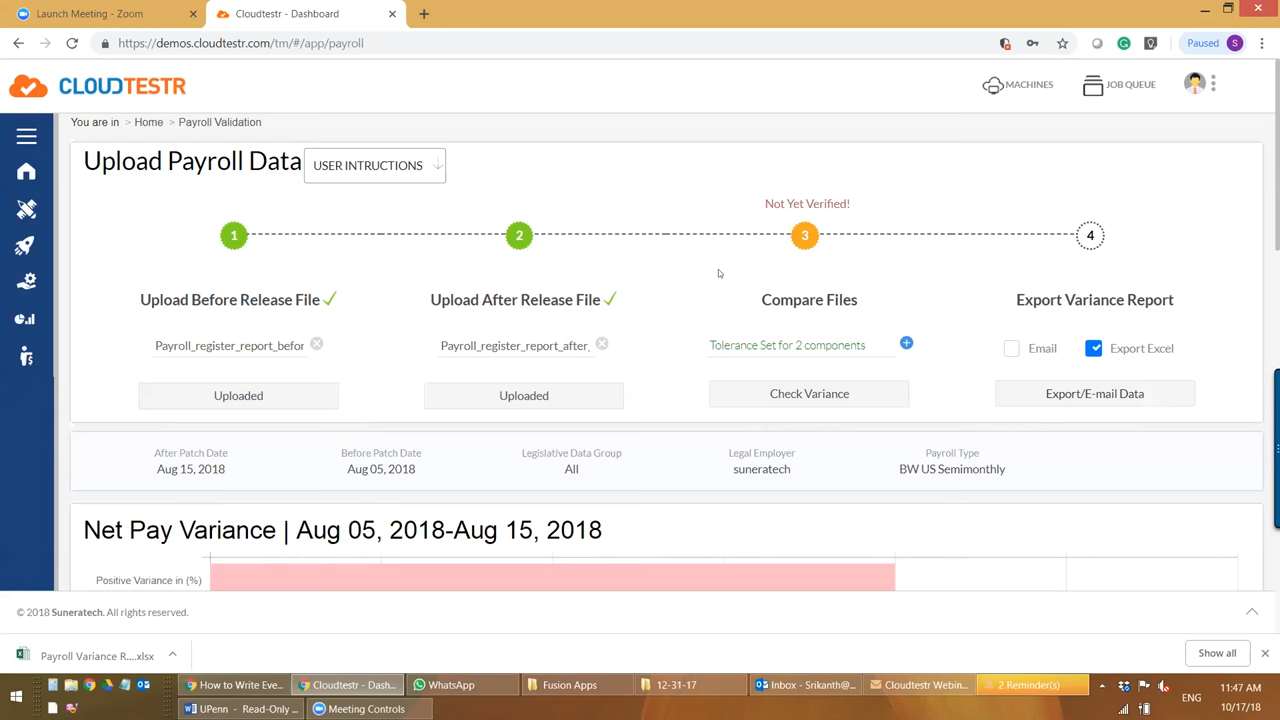 Launch Meeting - Zoom
Cloudtestr - Dashboard
https://demos.cloudtestr.com/tm/#/app/payroll
Paused S
CLOUDTESTR
MACHINES
JOB QUEUE
You are in > Home > Payroll Validation
Upload Payroll Data
USER INTRUCTIONS
Not Yet Verified!
1
2
3
4
Upload Before Release File
Upload After Release File
Compare Files
Export Variance Report
Payroll_register_report_befor
Payroll_register_report_after_
Tolerance Set for 2 components
Email
Export Excel
Uploaded
Uploaded
Check Variance
Export/E-mail Data
After Patch Date
Before Patch Date
Legislative Data Group
Legal Employer
Payroll Type
Aug 15, 2018
Aug 05, 2018
All
suneratech
BW US Semimonthly
Net Pay Variance | Aug 05, 2018-Aug 15, 2018
Positive Variance in (%)
© 2018 Suneratech. All rights reserved.
Payroll Variance R....xlsx
Show all
How to Write Eve...
Cloudtestr - Dash...
WhatsApp
Fusion Apps
12-31-17
Inbox - Srikanth@...
Cloudtestr Webin...
2 Reminder(s)
ENG
11:47 AM
10/17/18
UPenn - Read-Only ...
Meeting Controls